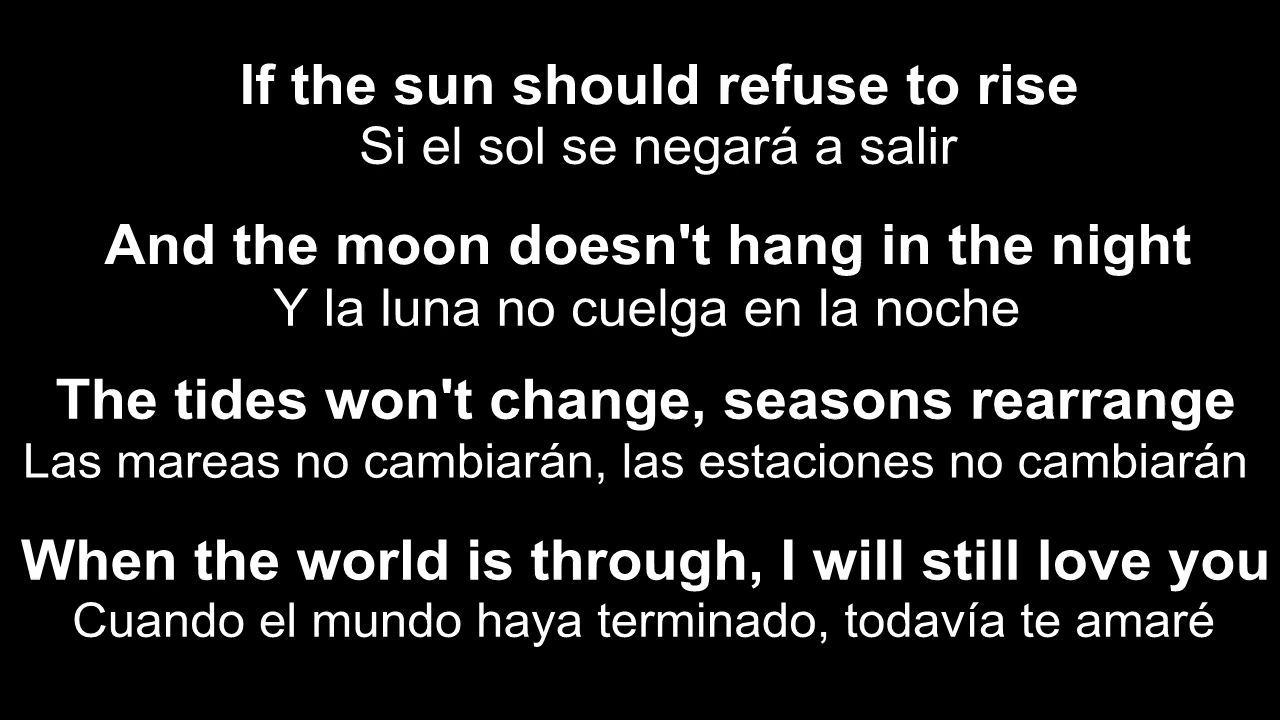 If the sun should refuse to rise
Si el sol se negará a salir
And the moon doesn't hang in the night
Y la luna no cuelga en la noche
The tides won't change, seasons rearrange
Las mareas no cambiarán, las estaciones no cambiarán
When the world is through, I will still love you
Cuando el mundo haya terminado, todavía te amaré